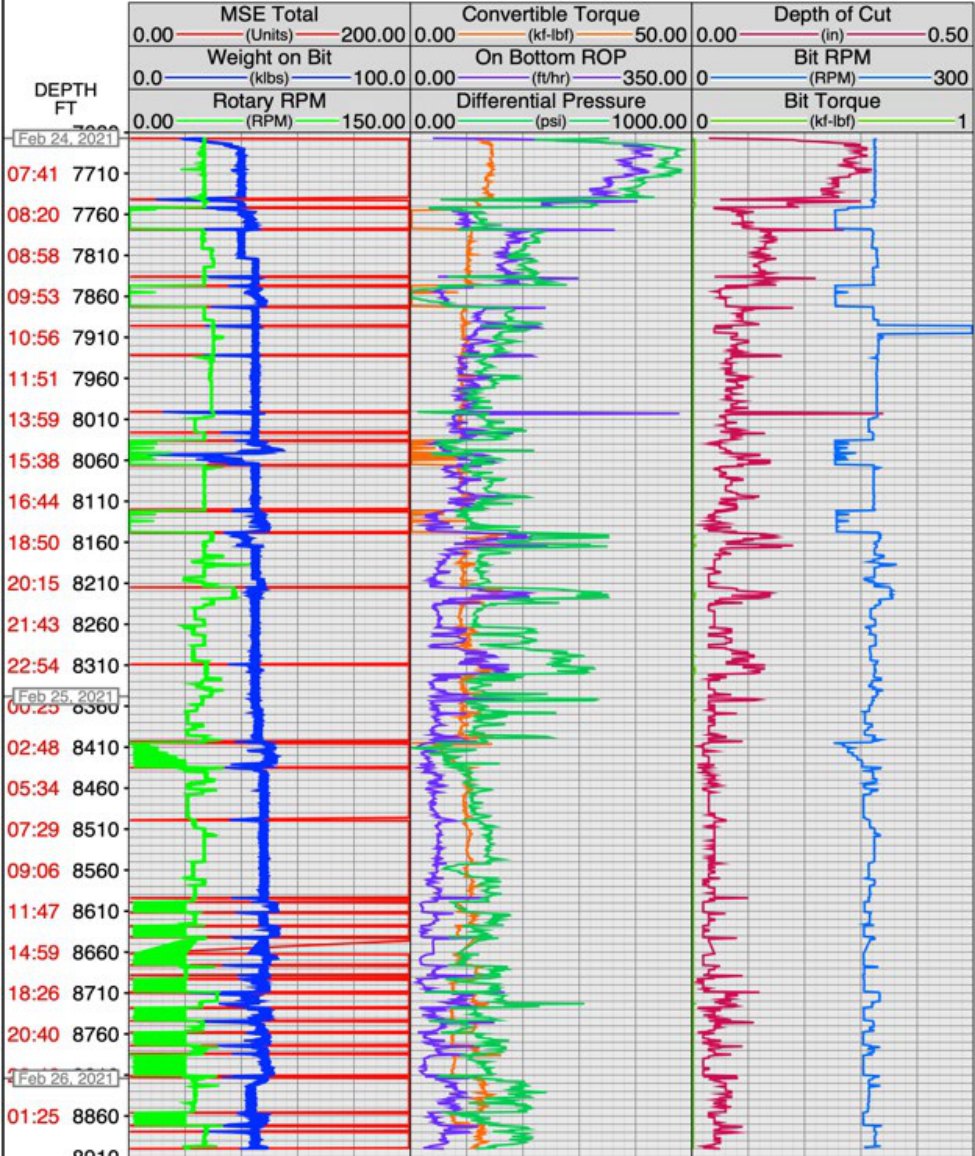 MSE Total
0.00 (Units) 200.00
Weight on Bit
0.0 (klbs) 100.0
Rotary RPM
0.00 (RPM) 150.00
Convertible Torque
0.00 (kf-lbf) 50.00
On Bottom ROP
0.00 (ft/hr) 350.00
Differential Pressure
0.00 (psi) 1000.00
Depth of Cut
0.00 (in) 0.50
Bit RPM
0 (RPM) 300
Bit Torque
0 (kf-lbf) 1
DEPTH
FT
Feb 24, 2021
07:41 7710
08:20 7760
08:58 7810
09:53 7860
10:56 7910
11:51 7960
13:59 8010
15:38 8060
16:44 8110
18:50 8160
20:15 8210
21:43 8260
22:54 8310
Feb 25, 2021
00:25 8360
02:48 8410
05:34 8460
07:29 8510
09:06 8560
11:47 8610
14:59 8660
18:26 8710
20:40 8760
Feb 26, 2021
01:25 8860
8910